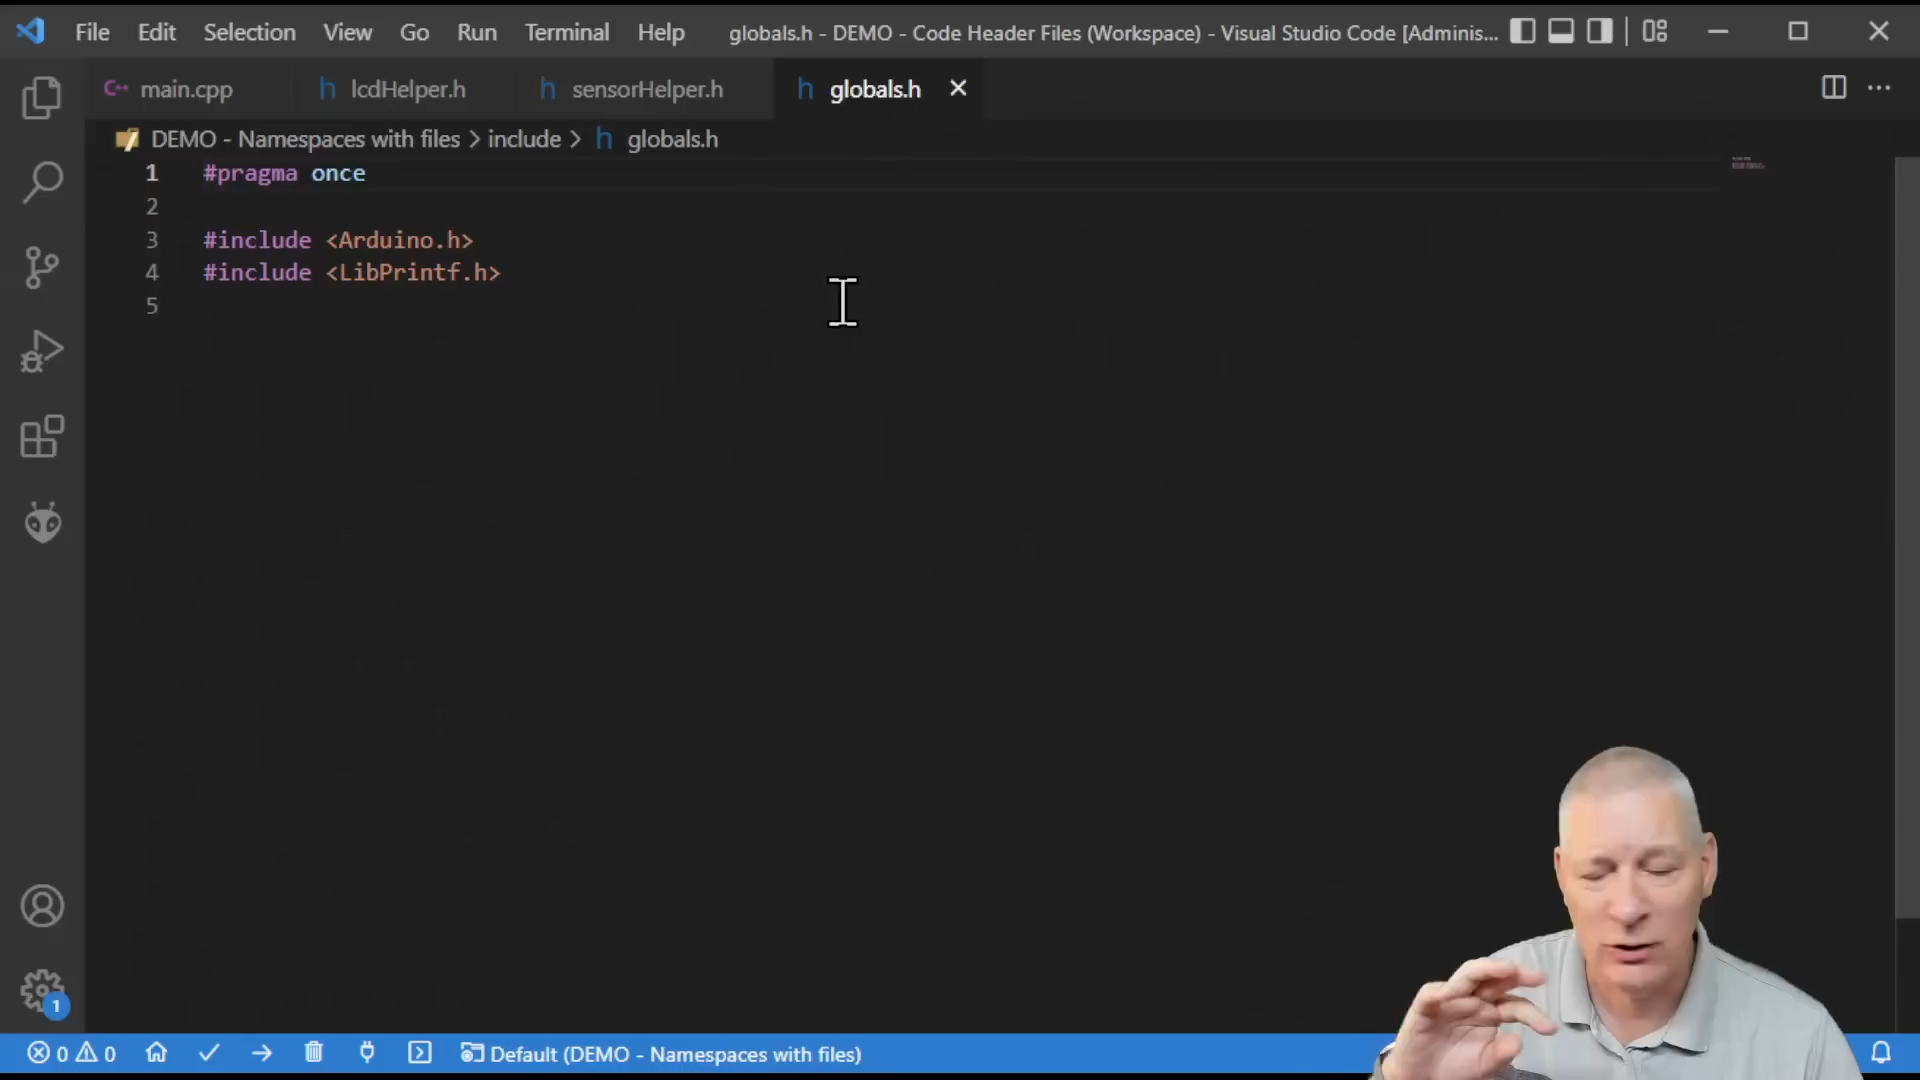 File Edit Selection View Go Run Terminal Help globals.h - DEMO - Code Header Files (Workspace) - Visual Studio Code [Adminis...
main.cpp h lcdHelper.h h sensorHelper.h h globals.h
DEMO - Namespaces with files > include > h globals.h
1 #pragma once
2
3 #include <Arduino.h>
4 #include <LibPrintf.h>
5
1
0 0 Default (DEMO - Namespaces with files)